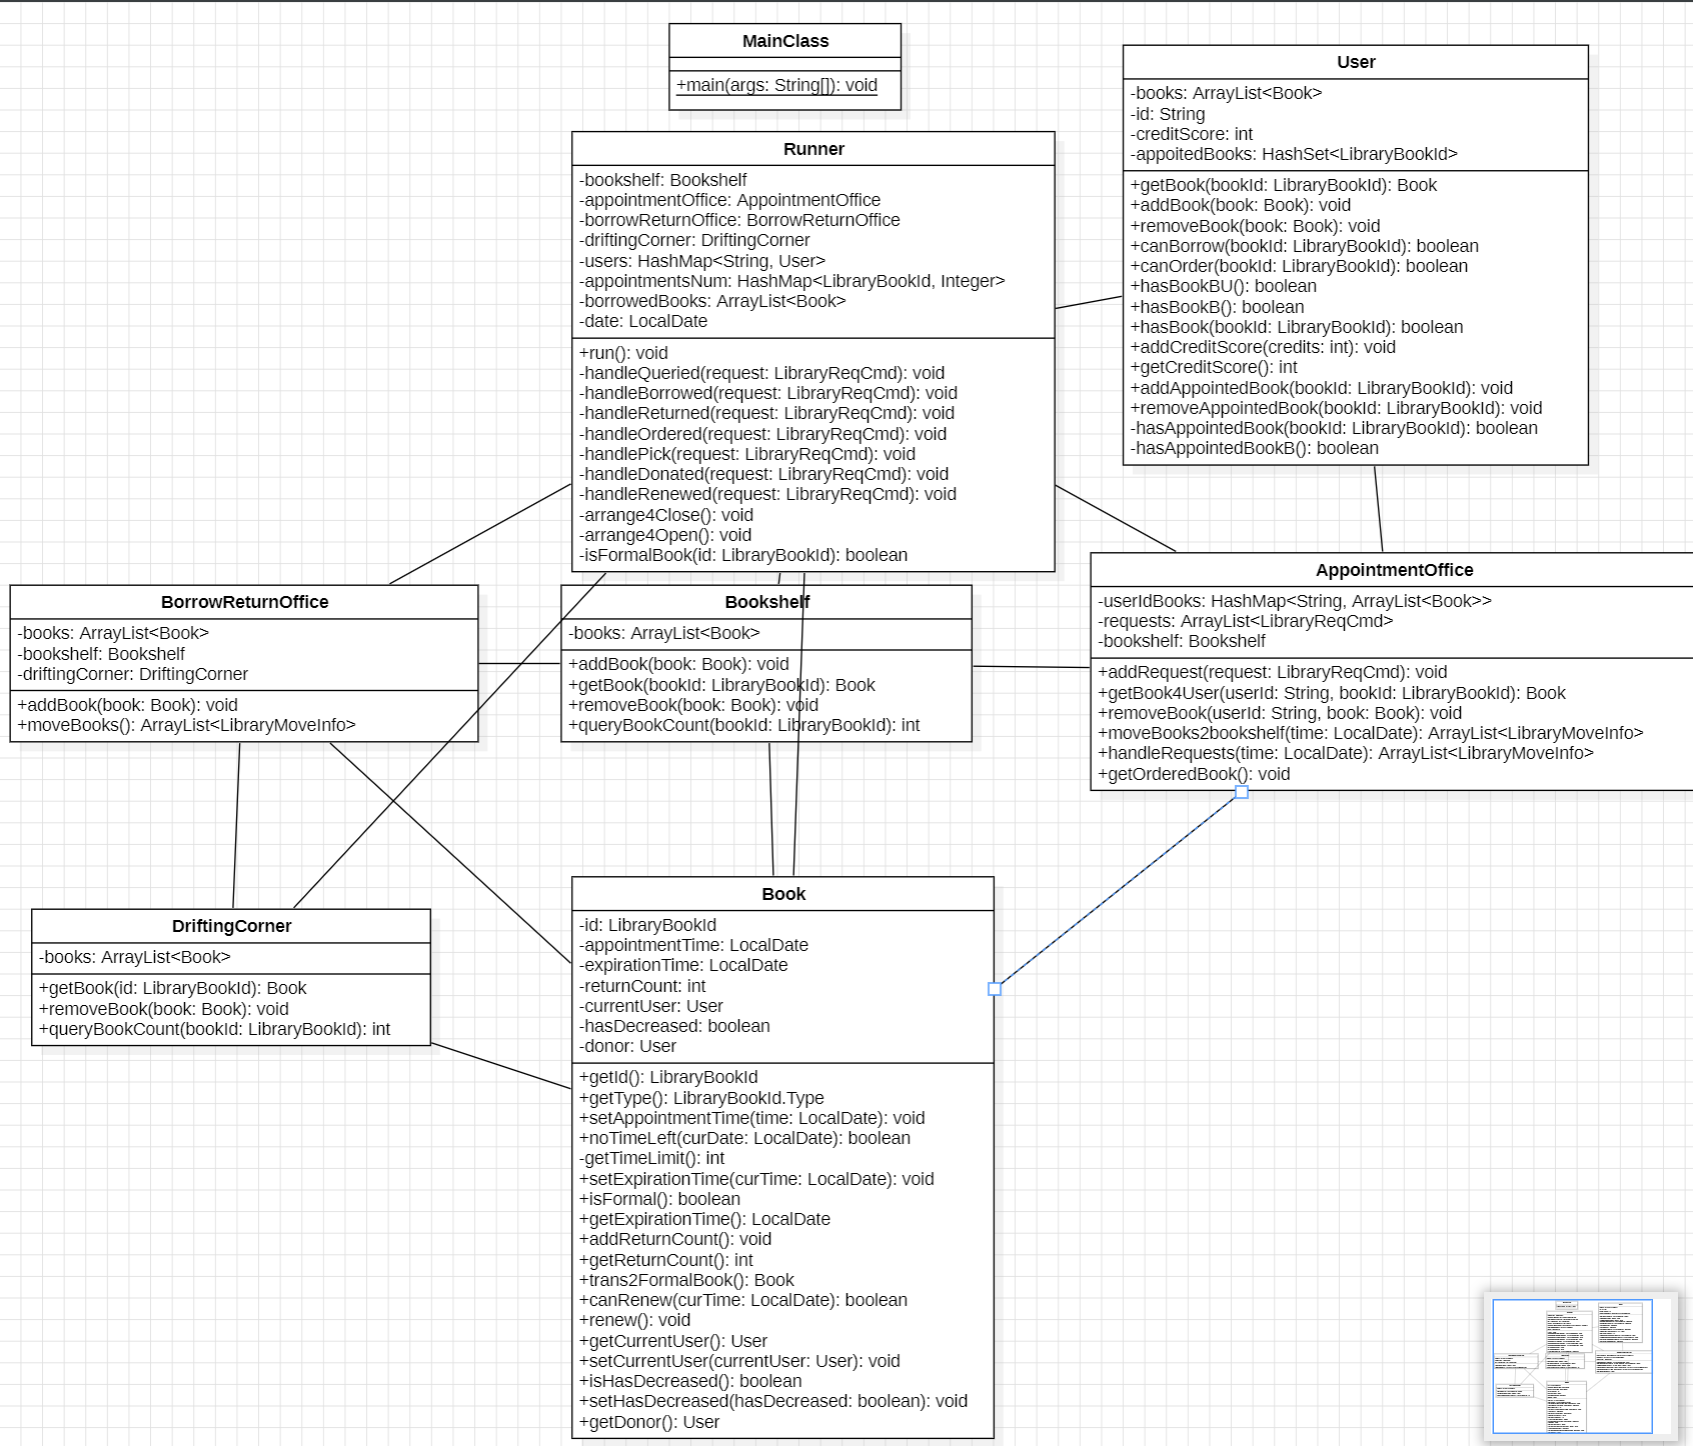 MainClass
+main(args: String[]): void
User
-books: ArrayList<Book>
-id: String
-creditScore: int
-appoitedBooks: HashSet<LibraryBookId>
+getBook(bookId: LibraryBookId): Book
+addBook(book: Book): void
+removeBook(book: Book): void
+canBorrow(bookId: LibraryBookId): boolean
+canOrder(bookId: LibraryBookId): boolean
+hasBookBU(): boolean
+hasBookB(): boolean
+hasBook(bookId: LibraryBookId): boolean
+addCreditScore(credits: int): void
+getCreditScore(): int
+addAppointedBook(bookId: LibraryBookId): void
+removeAppointedBook(bookId: LibraryBookId): void
-hasAppointedBook(bookId: LibraryBookId): boolean
-hasAppointedBookB(): boolean
Runner
-bookshelf: Bookshelf
-appointmentOffice: AppointmentOffice
-borrowReturnOffice: BorrowReturnOffice
-driftingCorner: DriftingCorner
-users: HashMap<String, User>
-appointmentsNum: HashMap<LibraryBookId, Integer>
-borrowedBooks: ArrayList<Book>
-date: LocalDate
+run(): void
-handleQueried(request: LibraryReqCmd): void
-handleBorrowed(request: LibraryReqCmd): void
-handleReturned(request: LibraryReqCmd): void
-handleOrdered(request: LibraryReqCmd): void
-handlePick(request: LibraryReqCmd): void
-handleDonated(request: LibraryReqCmd): void
-handleRenewed(request: LibraryReqCmd): void
-arrange4Close(): void
-arrange4Open(): void
-isFormalBook(id: LibraryBookId): boolean
BorrowReturnOffice
-books: ArrayList<Book>
-bookshelf: Bookshelf
-driftingCorner: DriftingCorner
+addBook(book: Book): void
+moveBooks(): ArrayList<LibraryMoveInfo>
Bookshelf
-books: ArrayList<Book>
+addBook(book: Book): void
+getBook(bookId: LibraryBookId): Book
+removeBook(book: Book): void
+queryBookCount(bookId: LibraryBookId): int
AppointmentOffice
-userIdBooks: HashMap<String, ArrayList<Book>>
-requests: ArrayList<LibraryReqCmd>
-bookshelf: Bookshelf
+addRequest(request: LibraryReqCmd): void
+getBook4User(userId: String, bookId: LibraryBookId): Book
+removeBook(userId: String, book: Book): void
+moveBooks2bookshelf(time: LocalDate): ArrayList<LibraryMoveInfo>
+handleRequests(time: LocalDate): ArrayList<LibraryMoveInfo>
+getOrderedBook(): void
DriftingCorner
-books: ArrayList<Book>
+getBook(id: LibraryBookId): Book
+removeBook(book: Book): void
+queryBookCount(bookId: LibraryBookId): int
Book
-id: LibraryBookId
-appointmentTime: LocalDate
-expirationTime: LocalDate
-returnCount: int
-currentUser: User
-hasDecreased: boolean
-donor: User
+getId(): LibraryBookId
+getType(): LibraryBookId.Type
+setAppointmentTime(time: LocalDate): void
+noTimeLeft(curDate: LocalDate): boolean
-getTimeLimit(): int
+setExpirationTime(curTime: LocalDate): void
+isFormal(): boolean
+getExpirationTime(): LocalDate
+addReturnCount(): void
+getReturnCount(): int
+trans2FormalBook(): Book
+canRenew(curTime: LocalDate): boolean
+renew(): void
+getCurrentUser(): User
+setCurrentUser(currentUser: User): void
+isHasDecreased(): boolean
+setHasDecreased(hasDecreased: boolean): void
+getDonor(): User